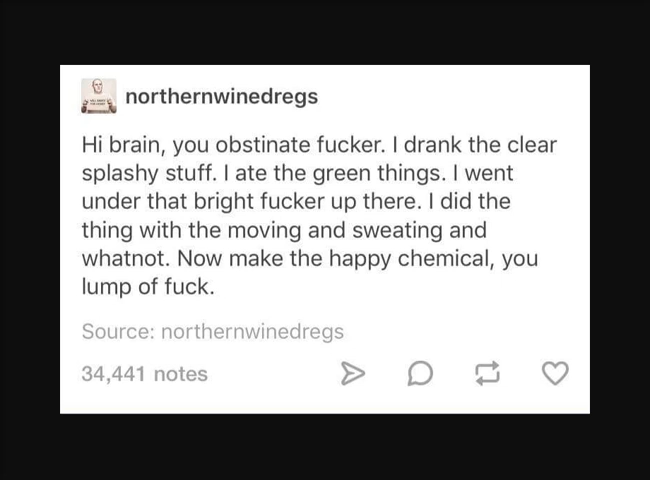 northernwinedregs
Hi brain, you obstinate fucker. I drank the clear
splashy stuff. I ate the green things. I went
under that bright fucker up there. I did the
thing with the moving and sweating and
whatnot. Now make the happy chemical, you
lump of fuck.
Source: northernwinedregs
34,441 notes